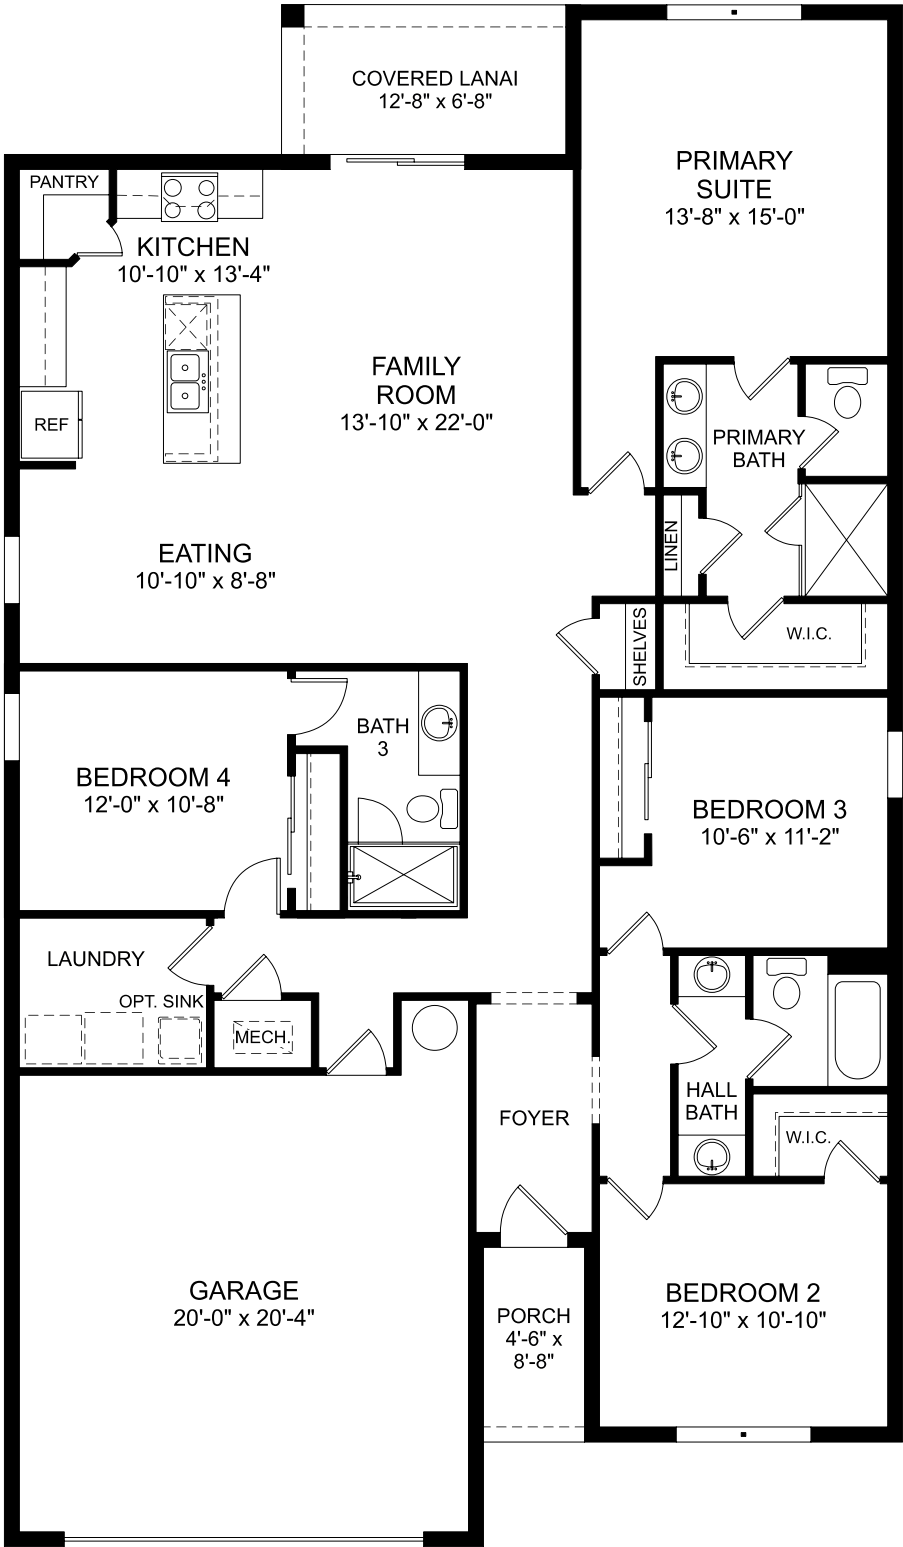 COVERED LANAI
12'-8" x 6'-8"
PRIMARY
SUITE
13'-8" x 15'-0"
PANTRY
KITCHEN
10'-10" x 13'-4"
FAMILY
ROOM
13'-10" x 22'-0"
REF
PRIMARY
BATH
LINEN
EATING
10'-10" x 8'-8"
SHELVES
W.I.C.
BATH
3
BEDROOM 4
12'-0" x 10'-8"
BEDROOM 3
10'-6" x 11'-2"
LAUNDRY
OPT. SINK
MECH.
HALL
BATH
FOYER
W.I.C.
GARAGE
20'-0" x 20'-4"
PORCH
4'-6" x
8'-8"
BEDROOM 2
12'-10" x 10'-10"